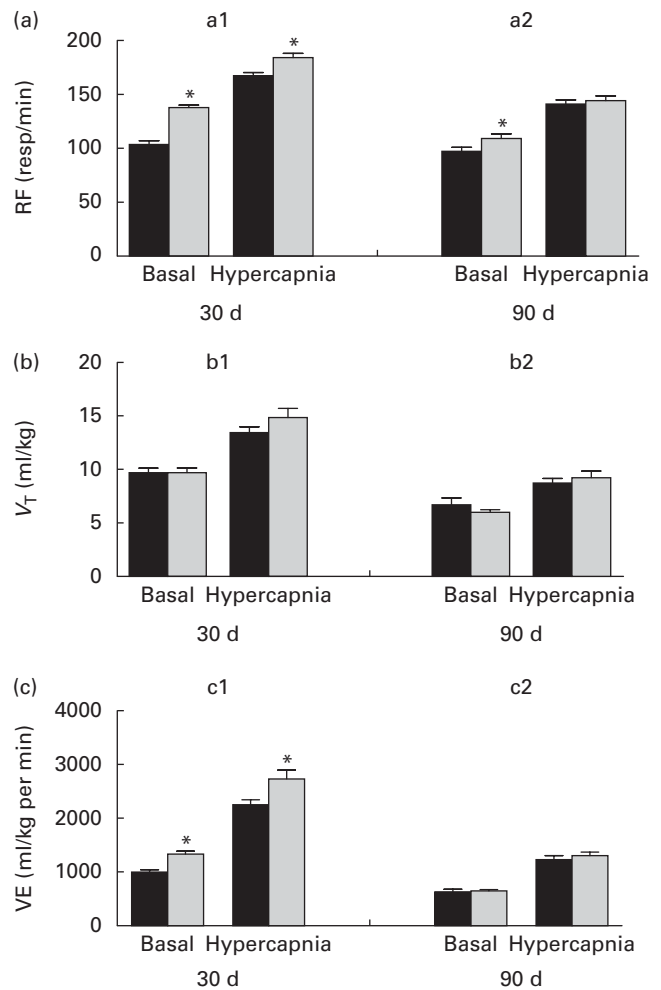 (a) a1 a2
200
150
100
50
0
RF (resp/min)
* * *
Basal Hypercapnia Basal Hypercapnia
30 d 90 d
(b) b1 b2
20
15
10
5
0
VT (ml/kg)
Basal Hypercapnia Basal Hypercapnia
30 d 90 d
(c) c1 c2
4000
3000
2000
1000
0
VE (ml/kg per min)
* *
Basal Hypercapnia Basal Hypercapnia
30 d 90 d